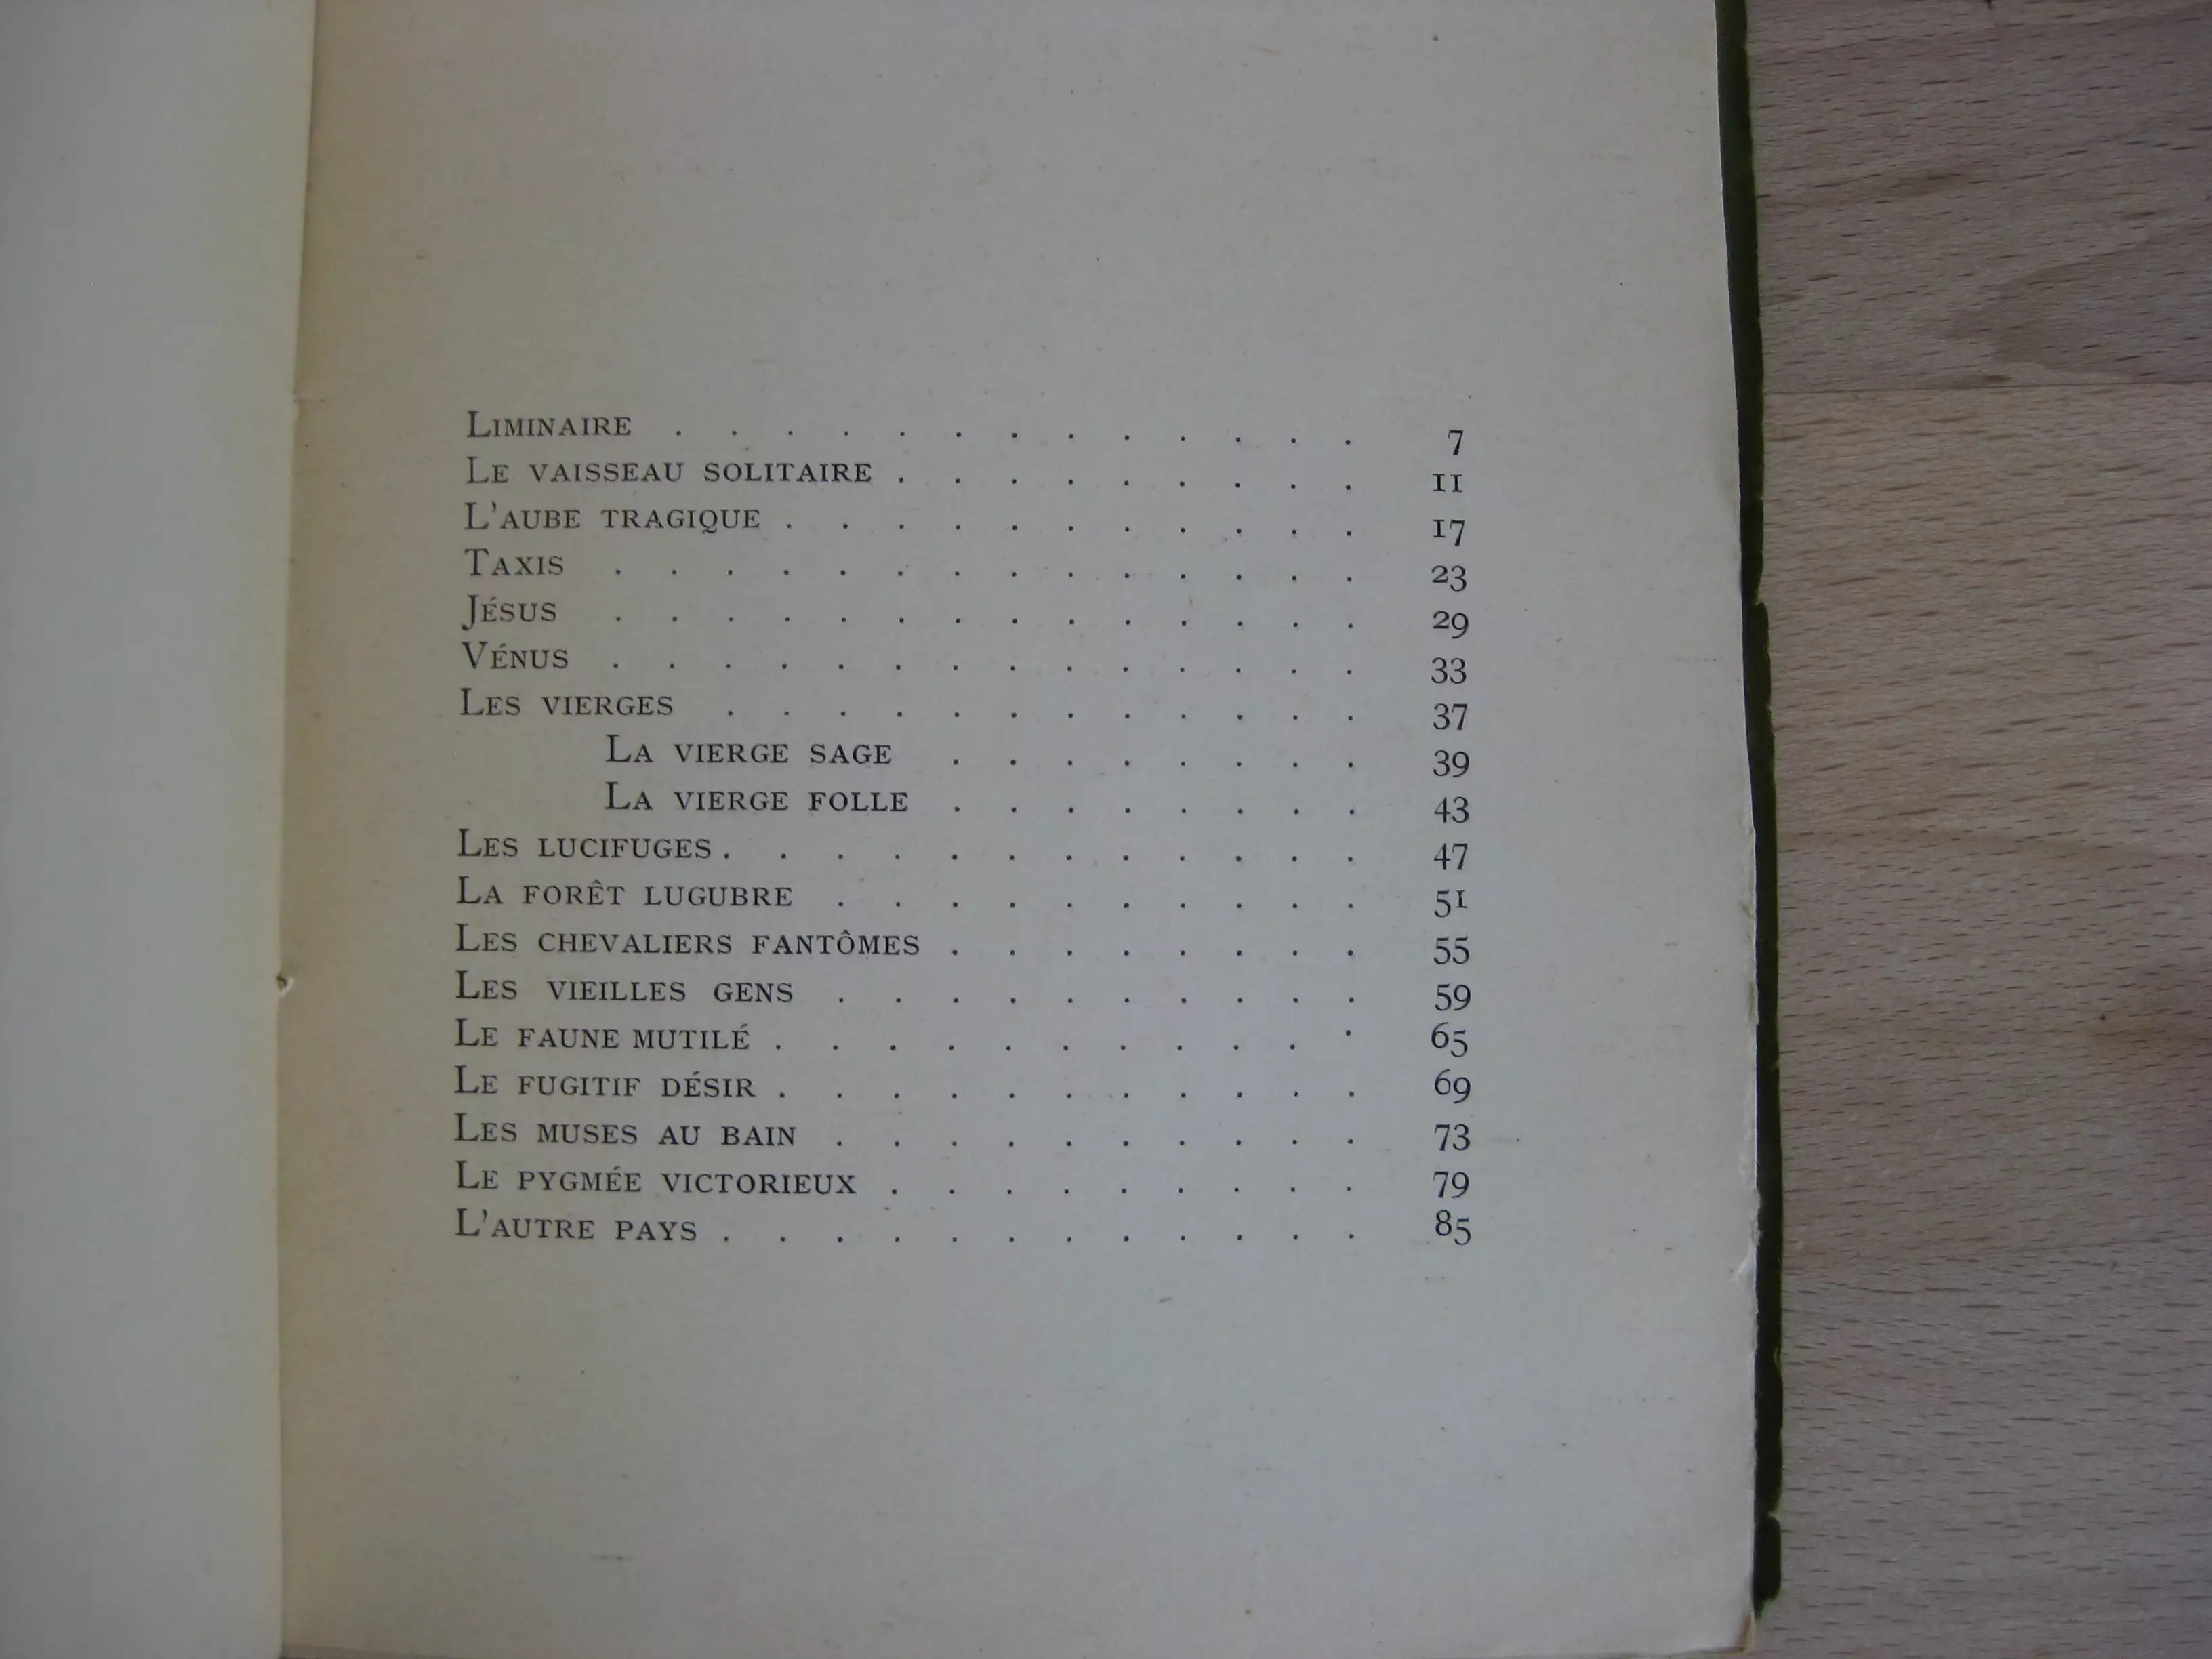 Liminaire . . . . . . . . . . . . . 7
Le vaisseau solitaire . . . . . . . . . 11
L'aube tragique . . . . . . . . . . . 17
Taxis . . . . . . . . . . . . . . 23
Jésus . . . . . . . . . . . . . . 29
Vénus . . . . . . . . . . . . . . 33
Les vierges . . . . . . . . . . . . 37
La vierge sage . . . . . . . . 39
La vierge folle . . . . . . . . 43
Les lucifuges . . . . . . . . . . . . 47
La forêt lugubre . . . . . . . . . . 51
Les chevaliers fantômes . . . . . . . . 55
Les vieilles gens . . . . . . . . . . 59
Le faune mutilé . . . . . . . . . . . 65
Le fugitif désir . . . . . . . . . . . 69
Les muses au bain . . . . . . . . . . 73
Le pygmée victorieux . . . . . . . . . 79
L'autre pays . . . . . . . . . . . . 85